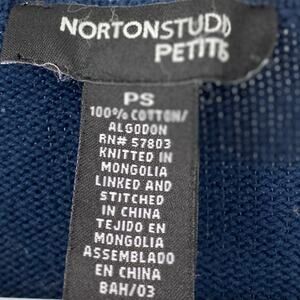 NORTONSTUDIO
PETITES
PS
100% COTTON/
ALGODON
RN# 57803
KNITTED IN
MONGOLIA
LINKED AND
STITCHED
IN CHINA
TEJIDO EN
MONGOLIA
ASSEMBLADO
EN CHINA
BAH/03